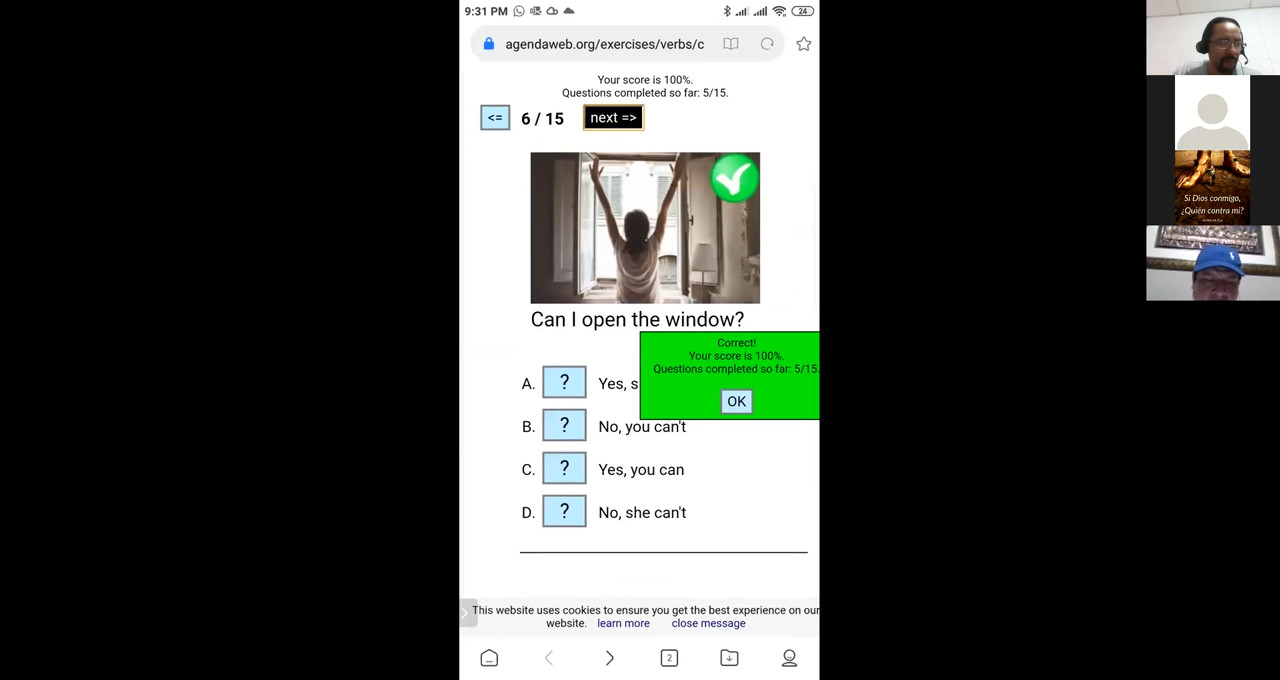 9:31 PM
24
agendaweb.org/exercises/verbs/c
Your score is 100%.
Questions completed so far: 5/15.
<= 6 / 15 next =>
Can I open the window?
Correct!
Your score is 100%.
Questions completed so far: 5/15.
OK
A. ? Yes, s
B. ? No, you can't
C. ? Yes, you can
D. ? No, she can't
This website uses cookies to ensure you get the best experience on our
website. learn more close message
2
Si Dios conmigo,
¿Quién contra mi?